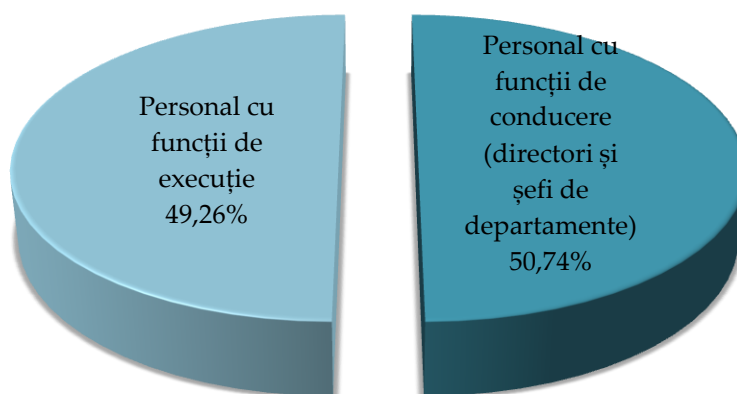 Personal cu
funcții de
execuție
49,26%
Personal cu
funcții de
conducere
(directori și
șefi de
departamente)
50,74%